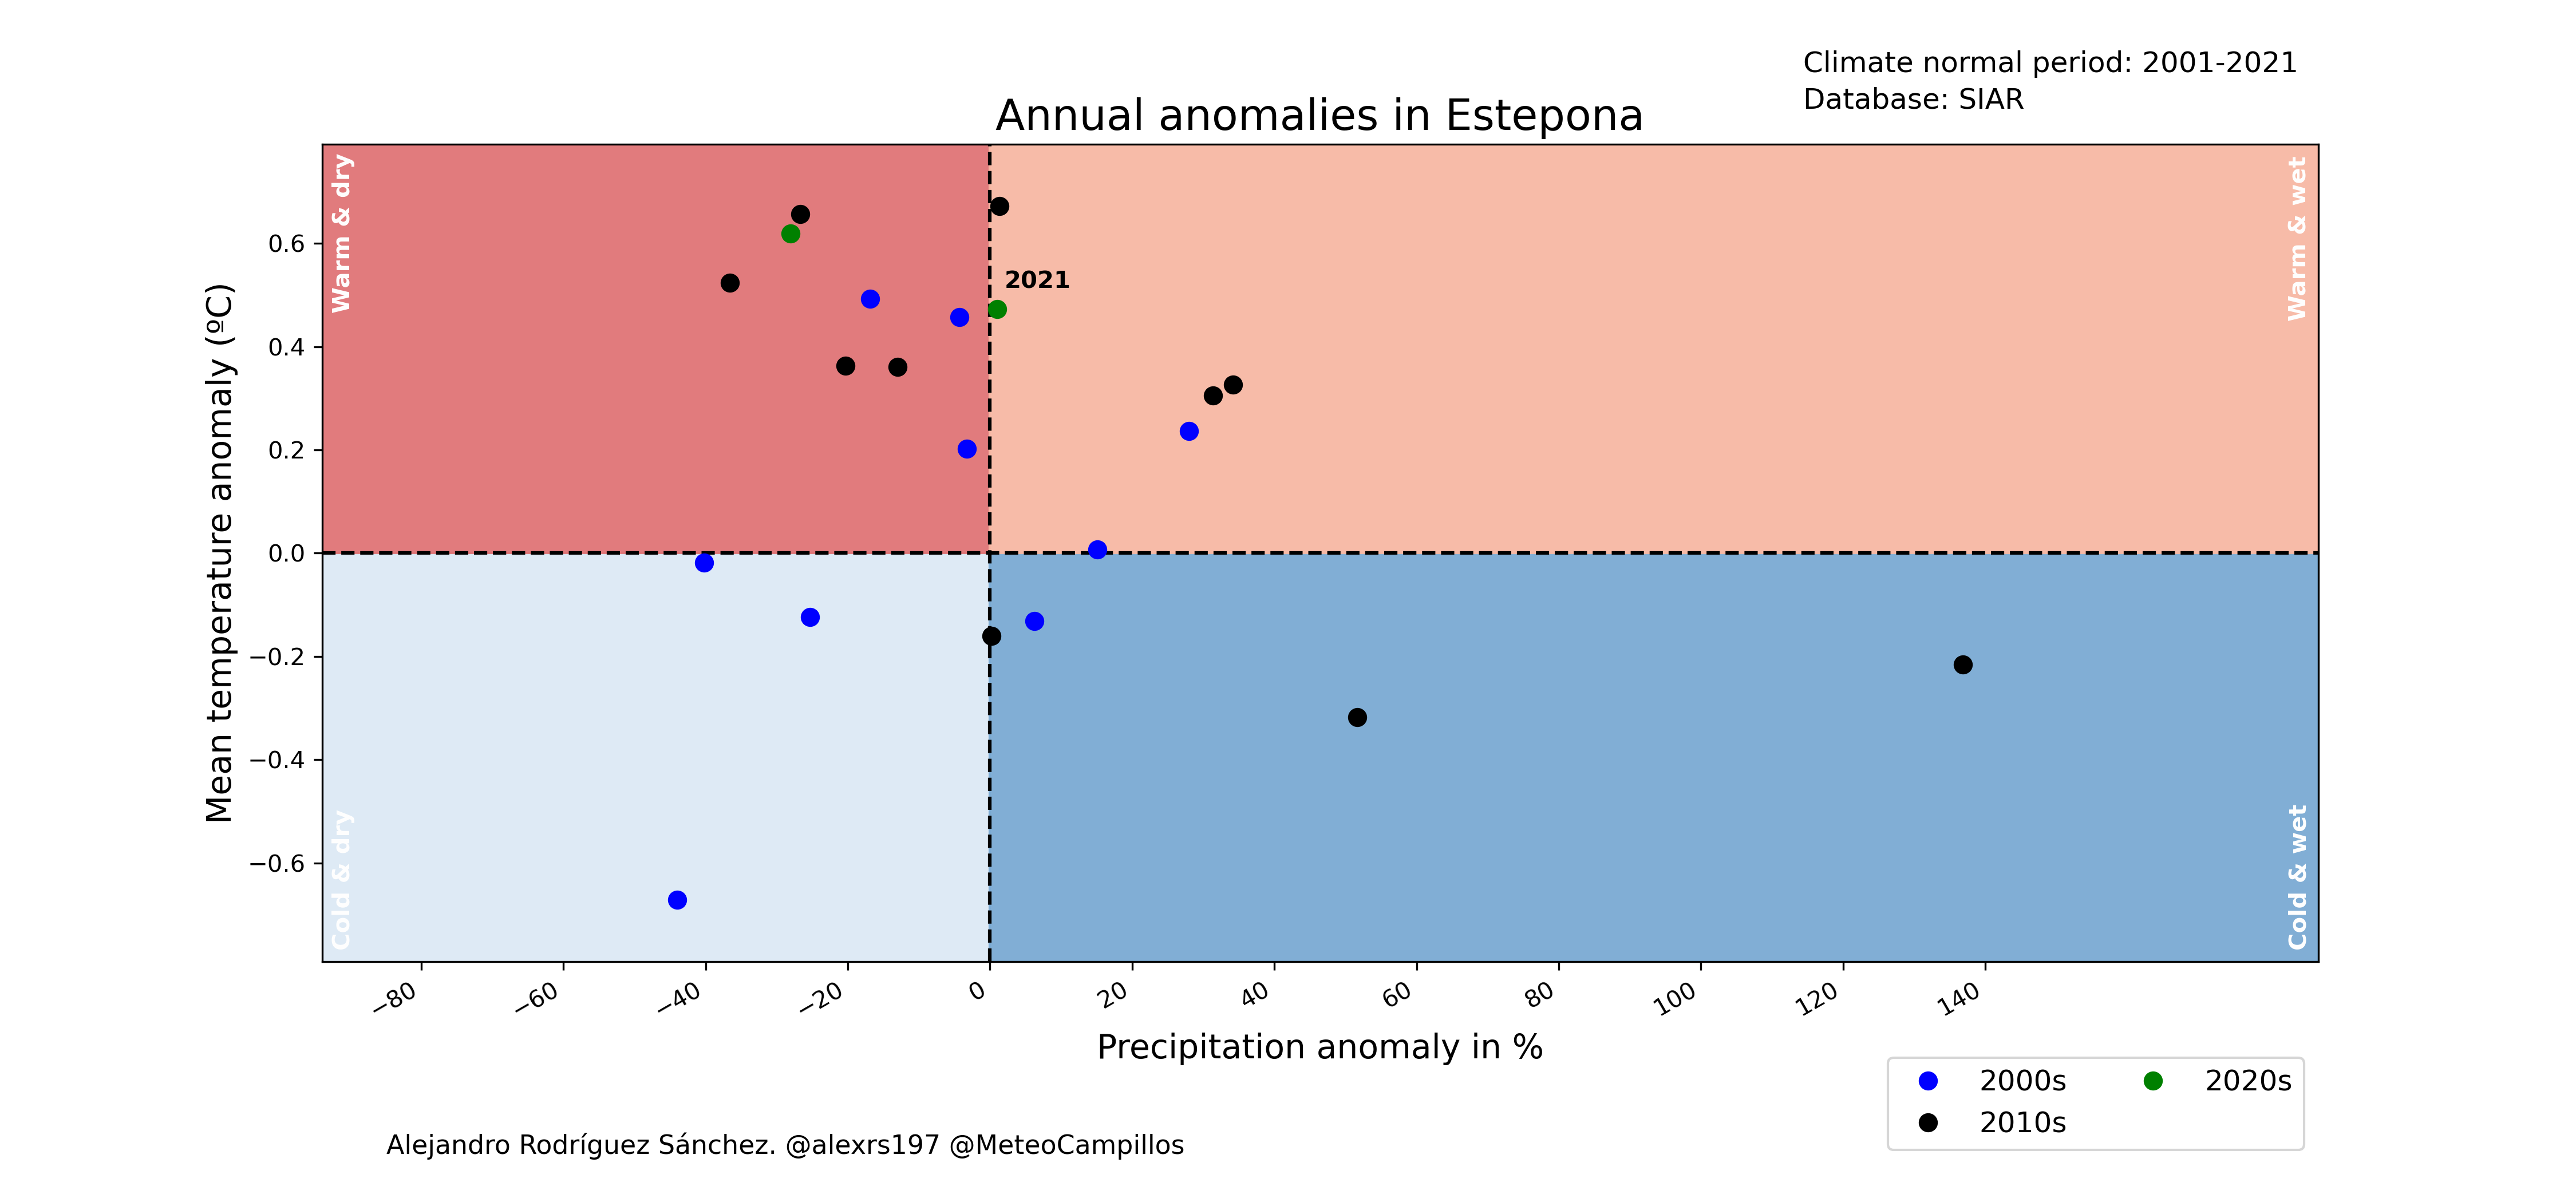 Climate normal period: 2001-2021
Database: SIAR
Annual anomalies in Estepona
Warm & dry
Warm & wet
2021
Cold & dry
Cold & wet
Mean temperature anomaly (ºC)
0.6
0.4
0.2
0.0
−0.2
−0.4
−0.6
−80
−60
−40
−20
0
20
40
60
80
100
120
140
Precipitation anomaly in %
2000s
2010s
2020s
Alejandro Rodríguez Sánchez. @alexrs197 @MeteoCampillos